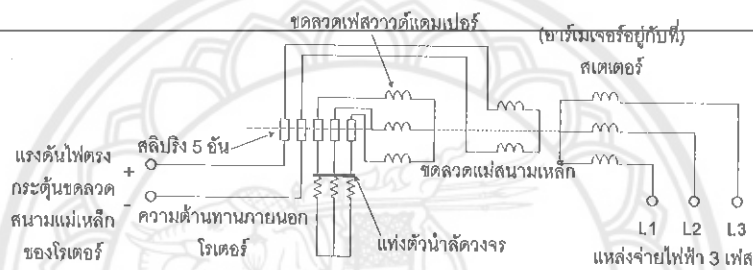 ขดลวดเฟสวาวด์แดมเปอร์
(อาร์เมเจอร์อยู่กับที่)
สเตเตอร์
สลิปริง 5 อัน
แรงดันไฟตรง
กระตุ้นขดลวด
สนามแม่เหล็ก
ของโรเตอร์
+
-
ความต้านทานภายนอก
โรเตอร์
ขดลวดแม่สนามเหล็ก
แท่งตัวนำลัดวงจร
L1 L2 L3
แหล่งจ่ายไฟฟ้า 3 เฟส